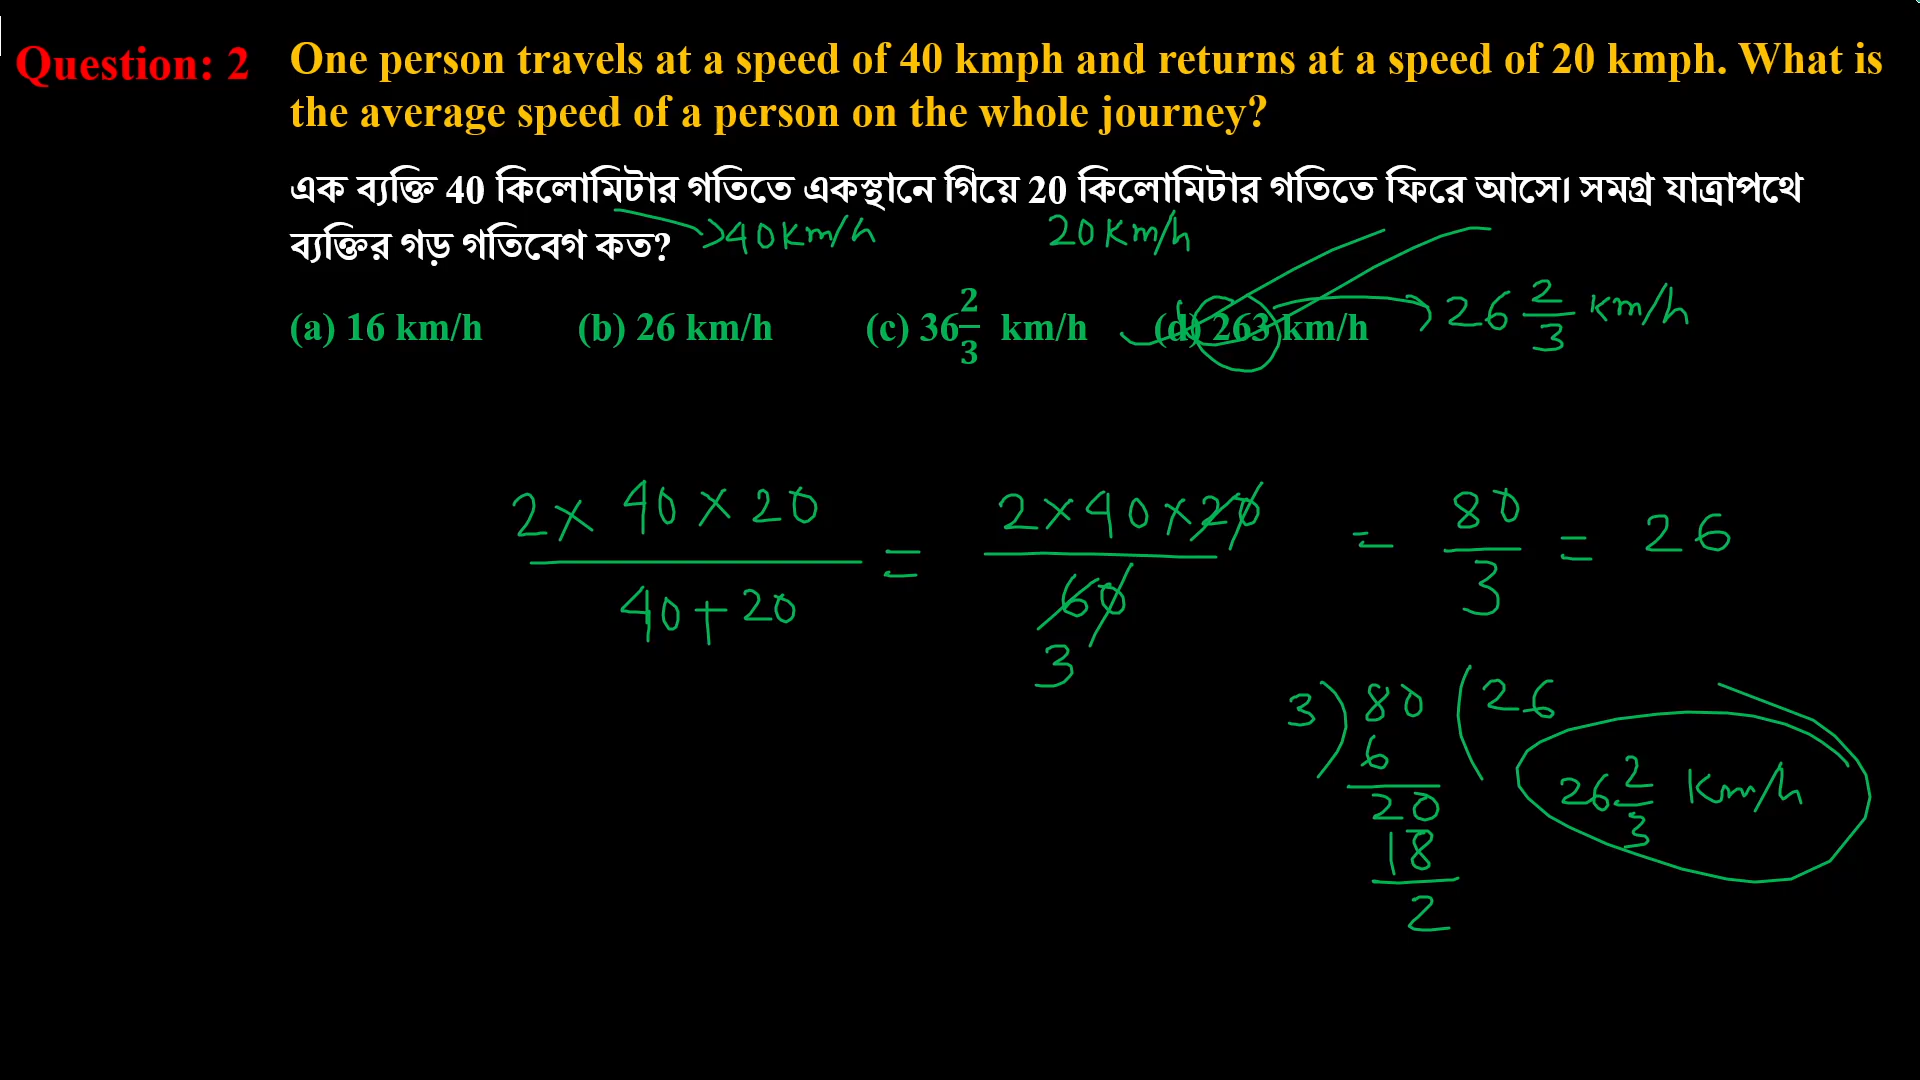 Question: 2 One person travels at a speed of 40 kmph and returns at a speed of 20 kmph. What is
the average speed of a person on the whole journey?
এক ব্যক্তি 40 কিলোমিটার গতিতে একস্থানে গিয়ে 20 কিলোমিটার গতিতে ফিরে আসে। সমগ্র যাত্রাপথে
ব্যক্তির গড় গতিবেগ কত? 40 km/h 20 km/h
(a) 16 km/h (b) 26 km/h (c) 36 2/3 km/h (d) 263 km/h 26 2/3 km/h
2 × 40 × 20 / 40 + 20 = 2 × 40 × 20 / 60 = 80 / 3 = 26
3
3 ) 80 ( 26
6
20
18
2
26 2/3 km/h